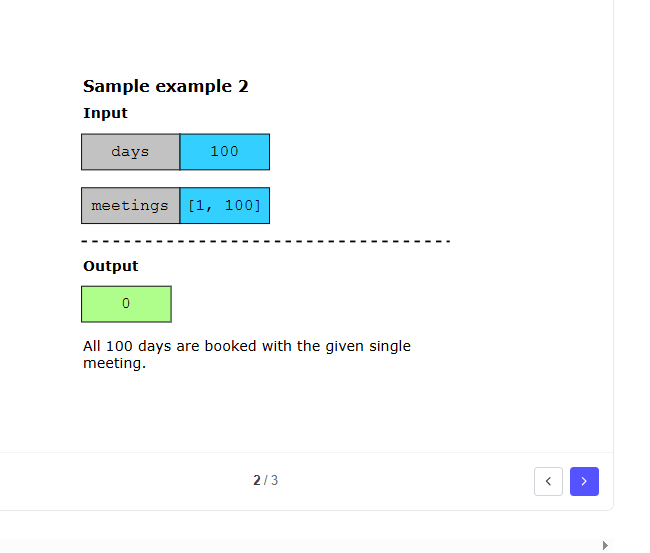 Sample example 2
Input
days 100
meetings [1, 100]
Output
0
All 100 days are booked with the given single
meeting.
2 / 3